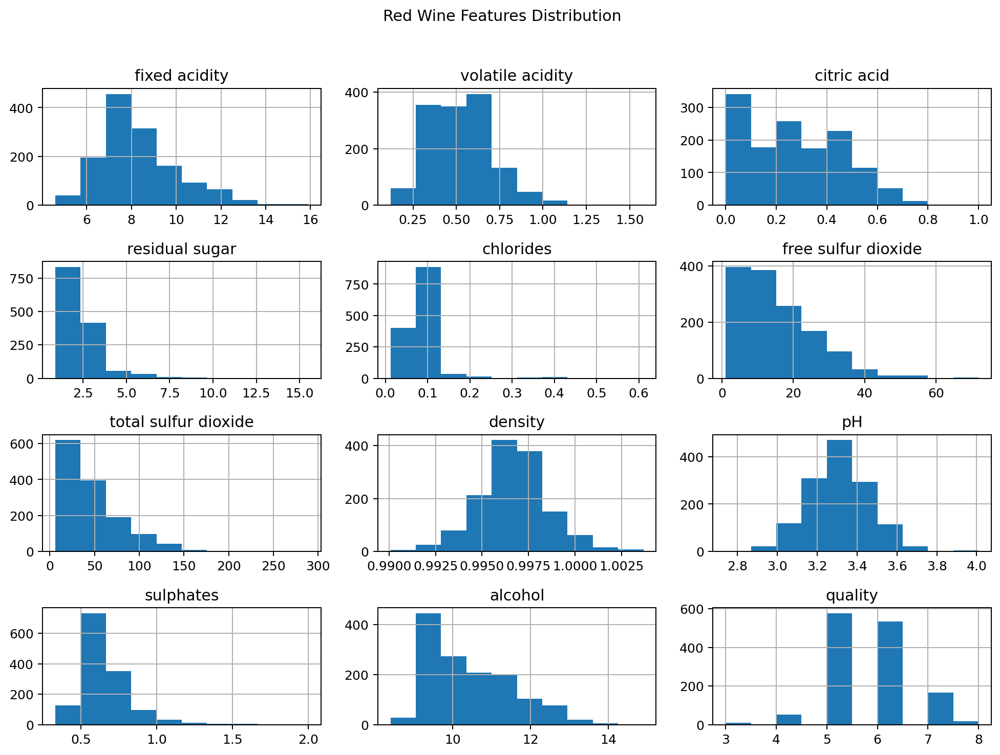 Red Wine Features Distribution
fixed acidity
volatile acidity
citric acid
400
200
0
6 8 10 12 14 16
400
200
0
0.25 0.50 0.75 1.00 1.25 1.50
300
200
100
0
0.0 0.2 0.4 0.6 0.8 1.0
residual sugar
chlorides
free sulfur dioxide
750
500
250
0
2.5 5.0 7.5 10.0 12.5 15.0
750
500
250
0
0.0 0.1 0.2 0.3 0.4 0.5 0.6
400
200
0
0 20 40 60
total sulfur dioxide
density
pH
600
400
200
0
0 50 100 150 200 250 300
400
200
0
0.9900 0.9925 0.9950 0.9975 1.0000 1.0025
400
200
0
2.8 3.0 3.2 3.4 3.6 3.8 4.0
sulphates
alcohol
quality
600
400
200
0
0.5 1.0 1.5 2.0
400
200
0
10 12 14
600
400
200
0
3 4 5 6 7 8